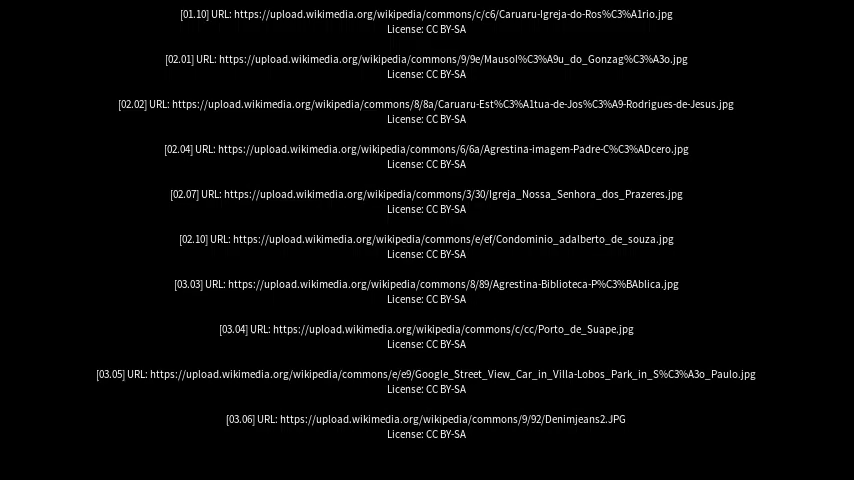 [01.10] URL: https://upload.wikimedia.org/wikipedia/commons/c/c6/Caruaru-Igreja-do-Ros%C3%A1rio.jpg
License: CC BY-SA
[02.01] URL: https://upload.wikimedia.org/wikipedia/commons/9/9e/Mausol%C3%A9u_do_Gonzag%C3%A3o.jpg
License: CC BY-SA
[02.02] URL: https://upload.wikimedia.org/wikipedia/commons/8/8a/Caruaru-Est%C3%A1tua-de-Jos%C3%A9-Rodrigues-de-Jesus.jpg
License: CC BY-SA
[02.04] URL: https://upload.wikimedia.org/wikipedia/commons/6/6a/Agrestina-imagem-Padre-C%C3%ADcero.jpg
License: CC BY-SA
[02.07] URL: https://upload.wikimedia.org/wikipedia/commons/3/30/Igreja_Nossa_Senhora_dos_Prazeres.jpg
License: CC BY-SA
[02.10] URL: https://upload.wikimedia.org/wikipedia/commons/e/ef/Condominio_adalberto_de_souza.jpg
License: CC BY-SA
[03.03] URL: https://upload.wikimedia.org/wikipedia/commons/8/89/Agrestina-Biblioteca-P%C3%BAblica.jpg
License: CC BY-SA
[03.04] URL: https://upload.wikimedia.org/wikipedia/commons/c/cc/Porto_de_Suape.jpg
License: CC BY-SA
[03.05] URL: https://upload.wikimedia.org/wikipedia/commons/e/e9/Google_Street_View_Car_in_Villa-Lobos_Park_in_S%C3%A3o_Paulo.jpg
License: CC BY-SA
[03.06] URL: https://upload.wikimedia.org/wikipedia/commons/9/92/Denimjeans2.JPG
License: CC BY-SA